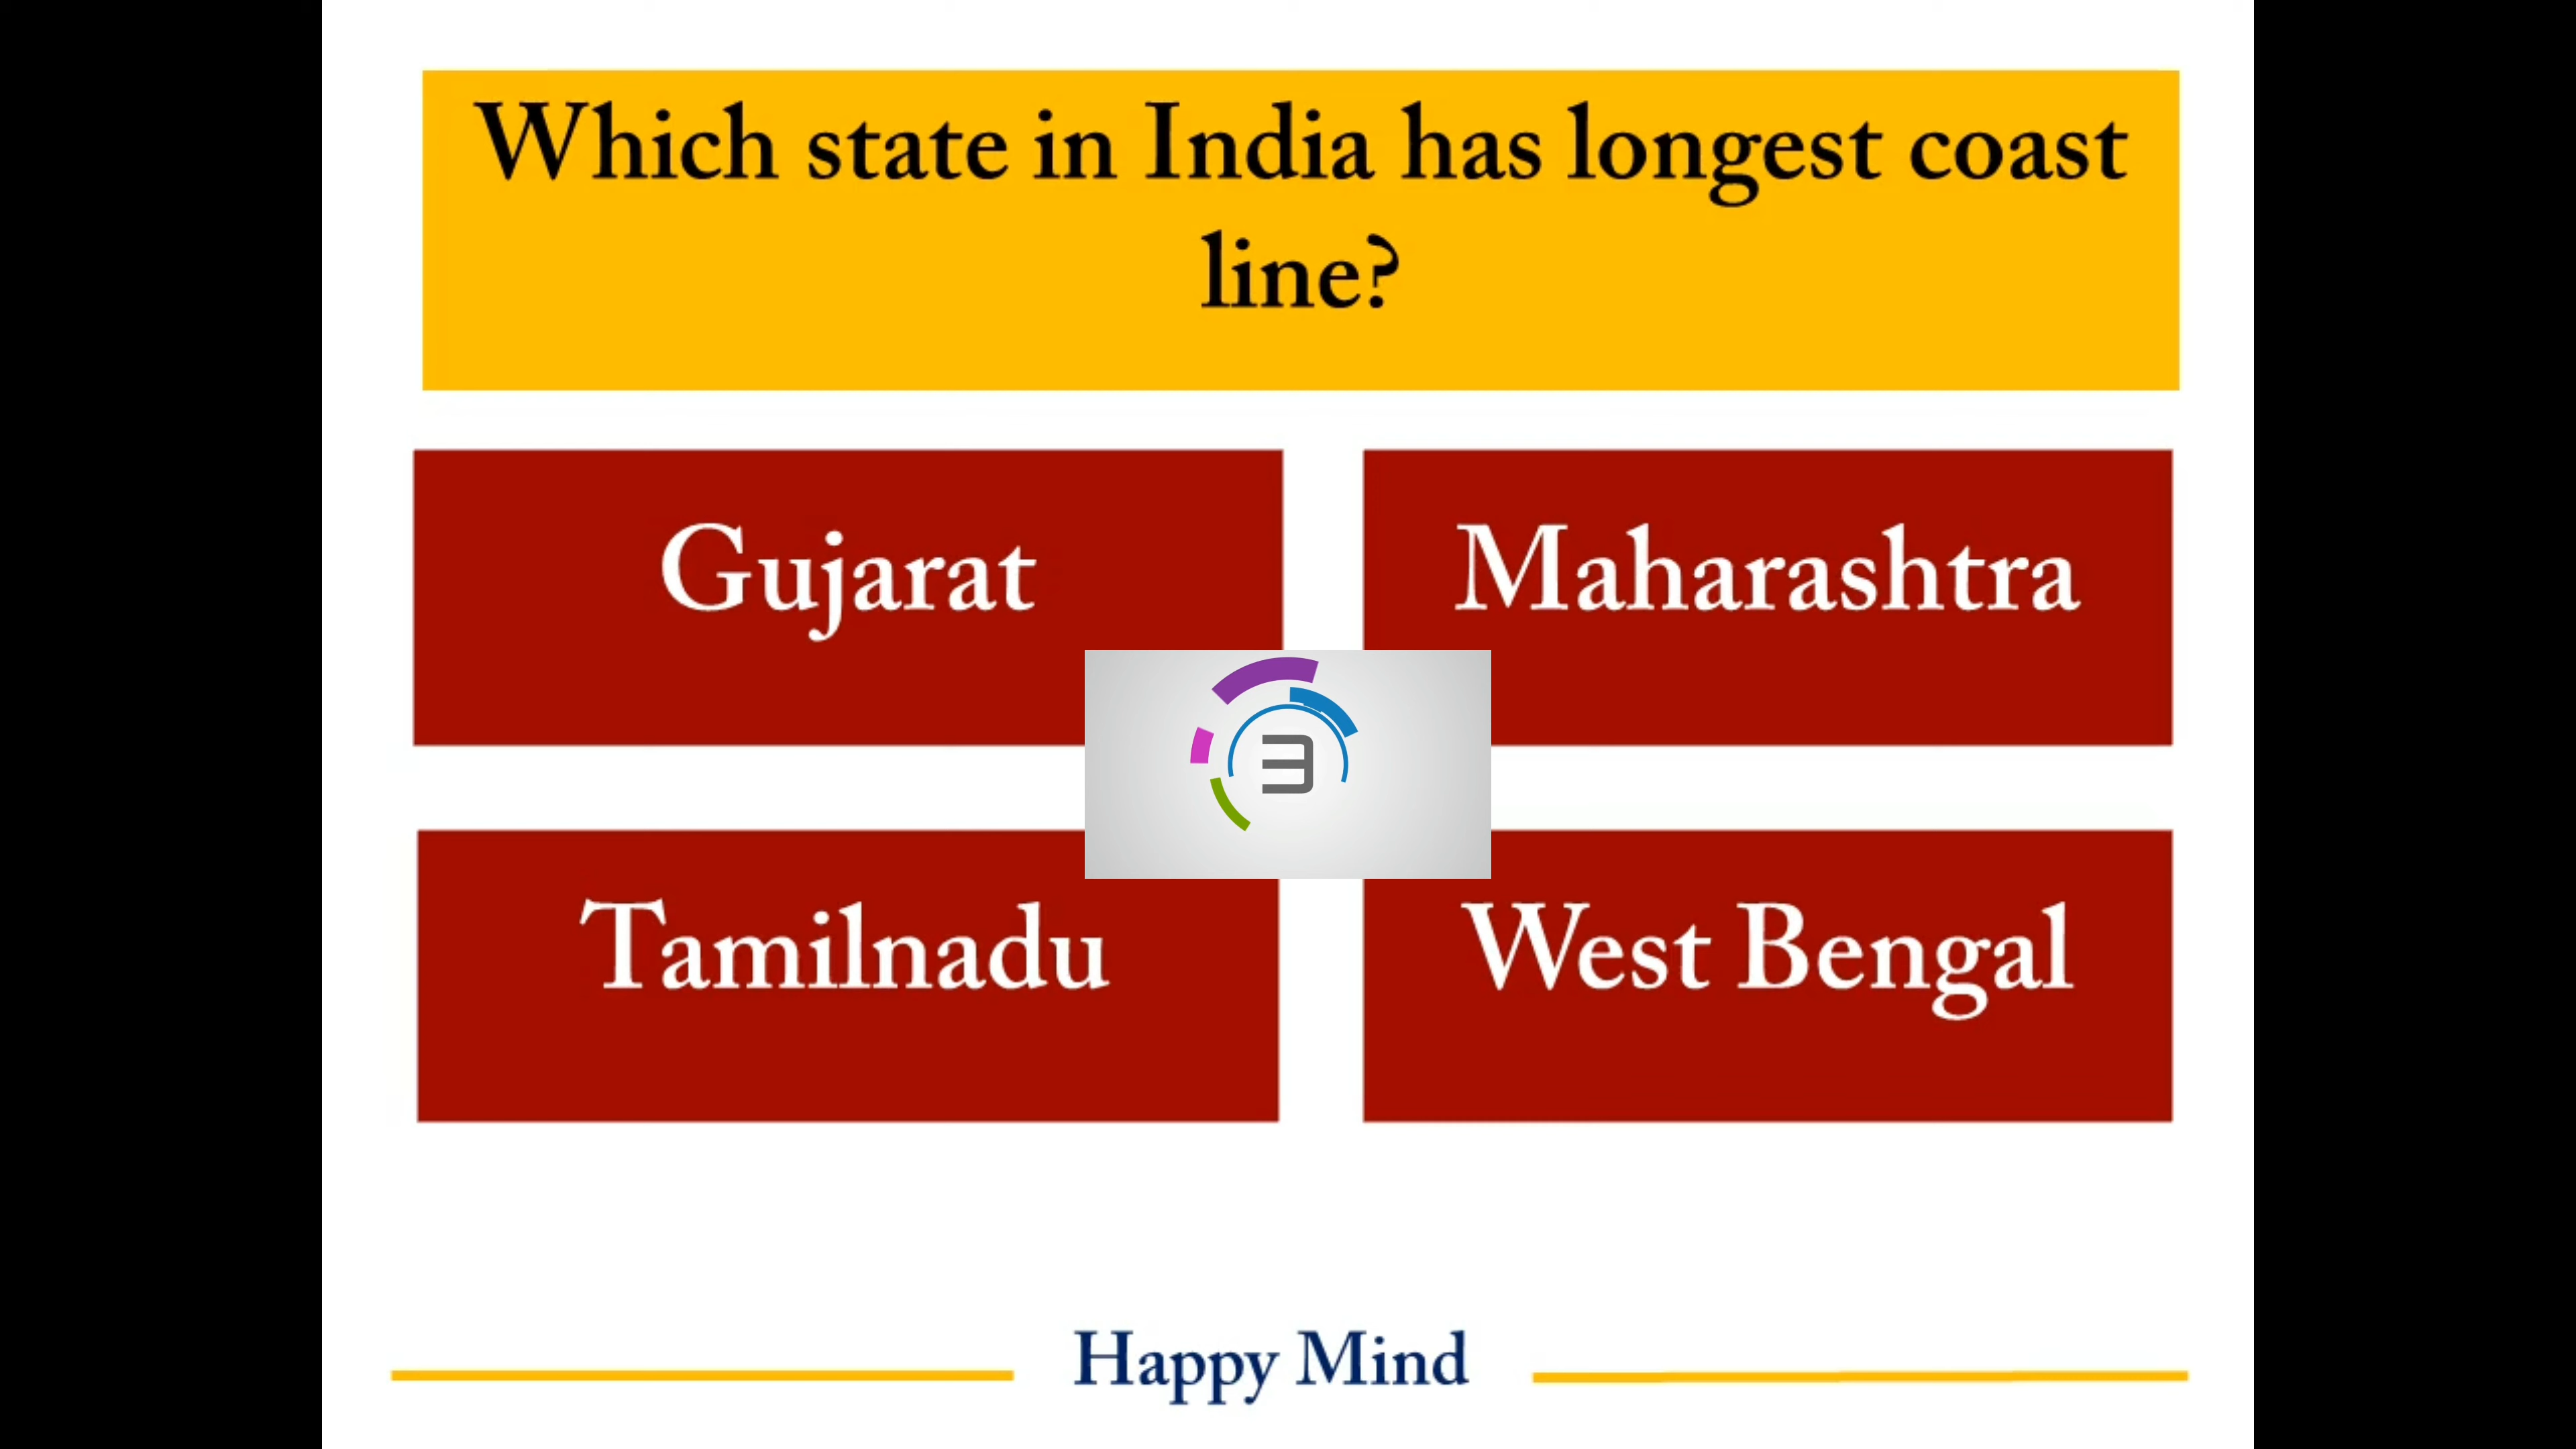 Which state in India has longest coast
line?
Gujarat
Maharashtra
3
Tamilnadu
West Bengal
Happy Mind